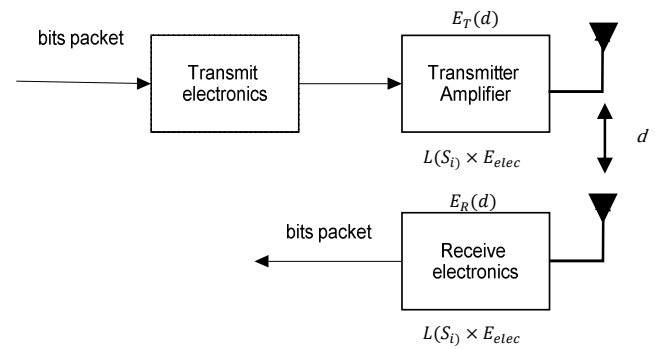 E_T(d)
bits packet
Transmit
electronics
Transmitter
Amplifier
d
L(S_i) × E_elec
E_R(d)
bits packet
Receive
electronics
L(S_i) × E_elec